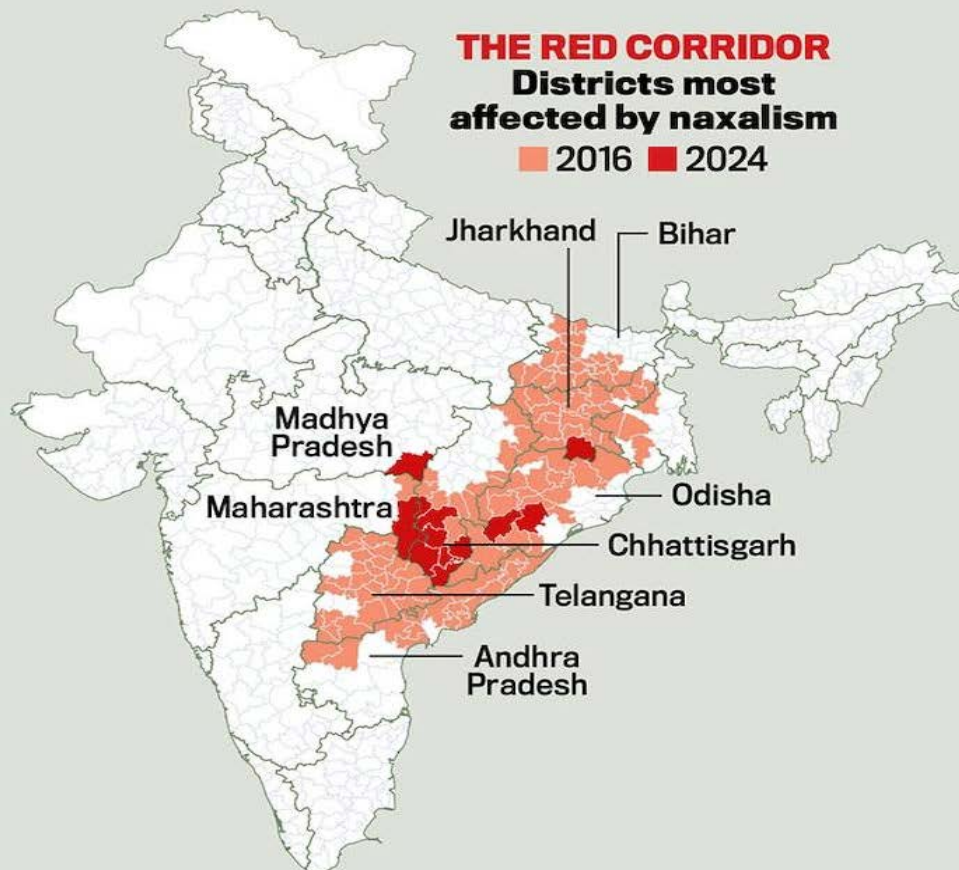 THE RED CORRIDOR
Districts most
affected by naxalism
2016 2024
Jharkhand
Bihar
Madhya
Pradesh
Maharashtra
Odisha
Chhattisgarh
Telangana
Andhra
Pradesh